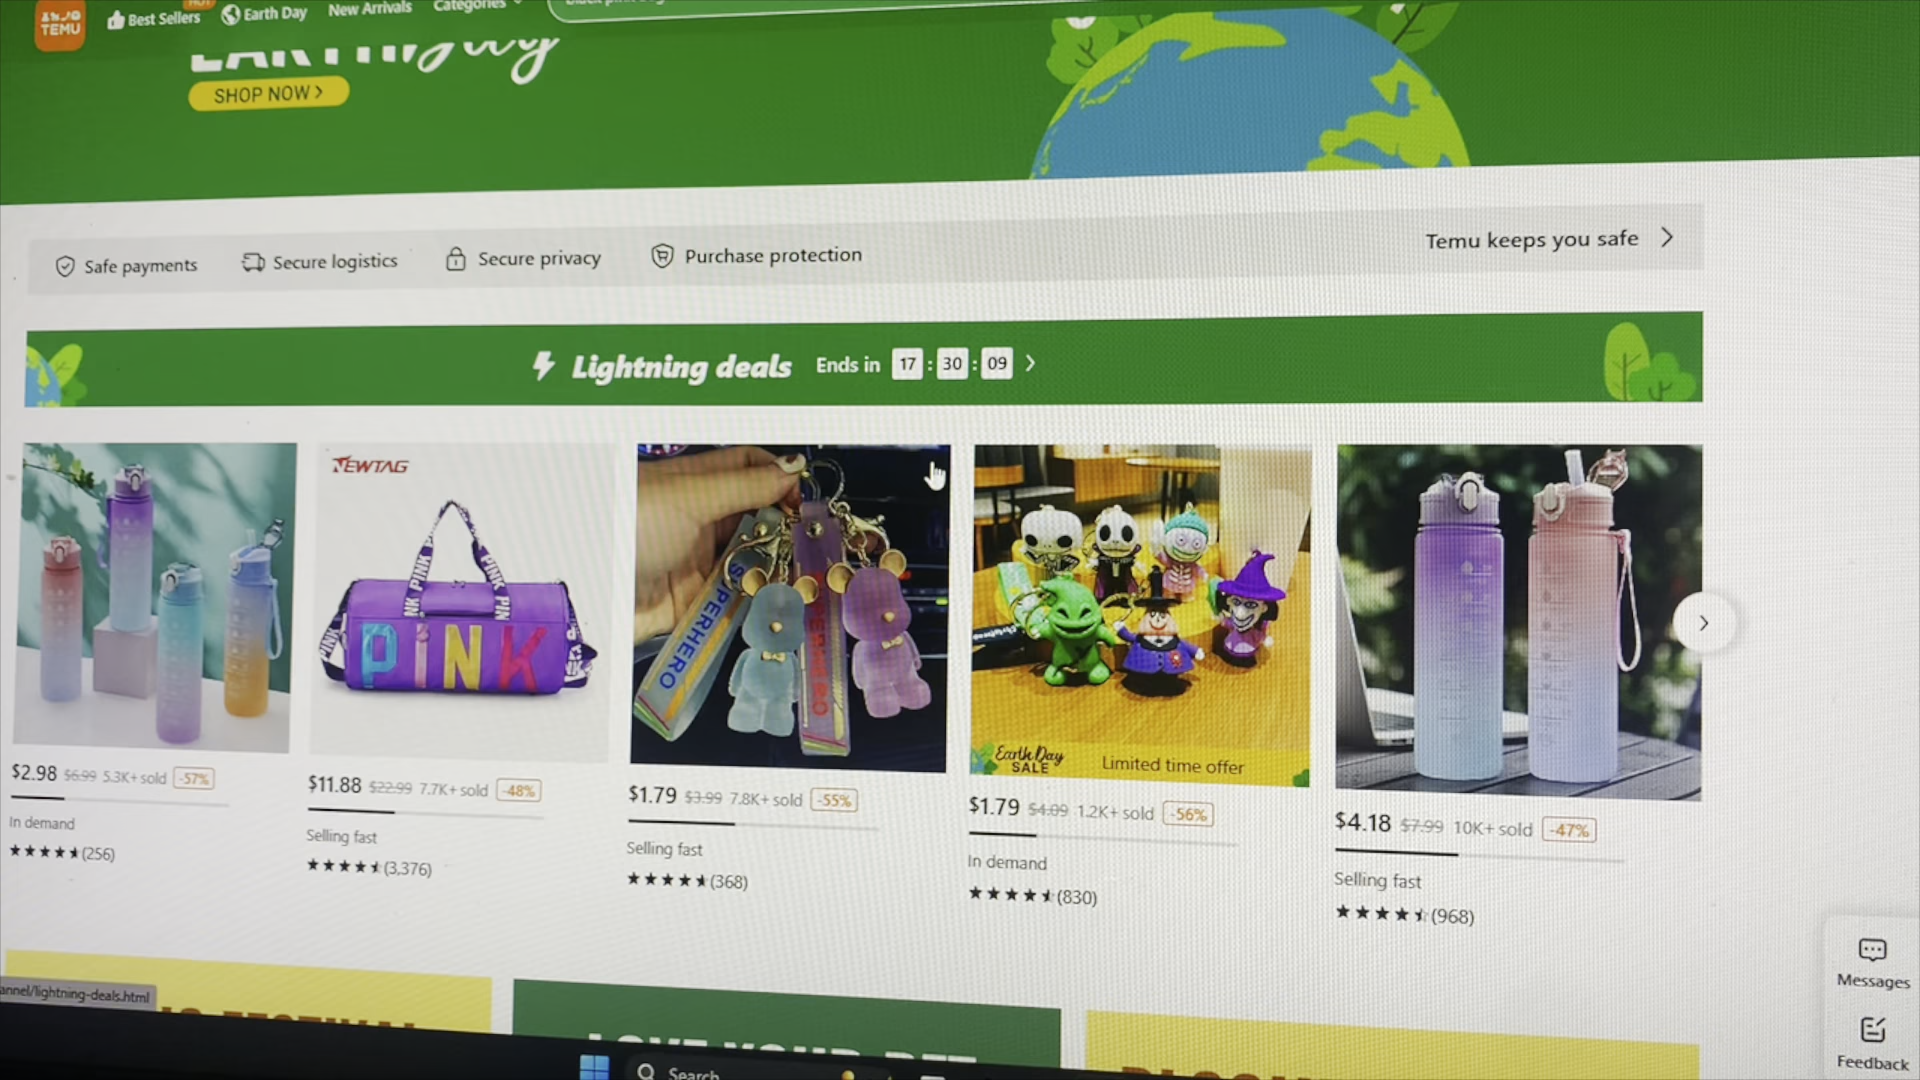 TEMU
HOT
Best Sellers
Earth Day
New Arrivals
Categories
SHOP NOW >
Safe payments
Secure logistics
Secure privacy
Purchase protection
Temu keeps you safe >
Lightning deals Ends in 17 : 30 : 09 >
NEWTAG
PINK
PINK
PINK
SUPERHERO
Earth Day
SALE
Limited time offer
$2.98 $6.99 5.3K+ sold -57%
In demand
(256)
$11.88 $22.99 7.7K+ sold -48%
Selling fast
(3,376)
$1.79 $3.99 7.8K+ sold -55%
Selling fast
(368)
$1.79 $4.09 1.2K+ sold -56%
In demand
(830)
$4.18 $7.99 10K+ sold -47%
Selling fast
(968)
Messages
Feedback
annel/lightning-deals.html
LOVE YOUR PET
Search